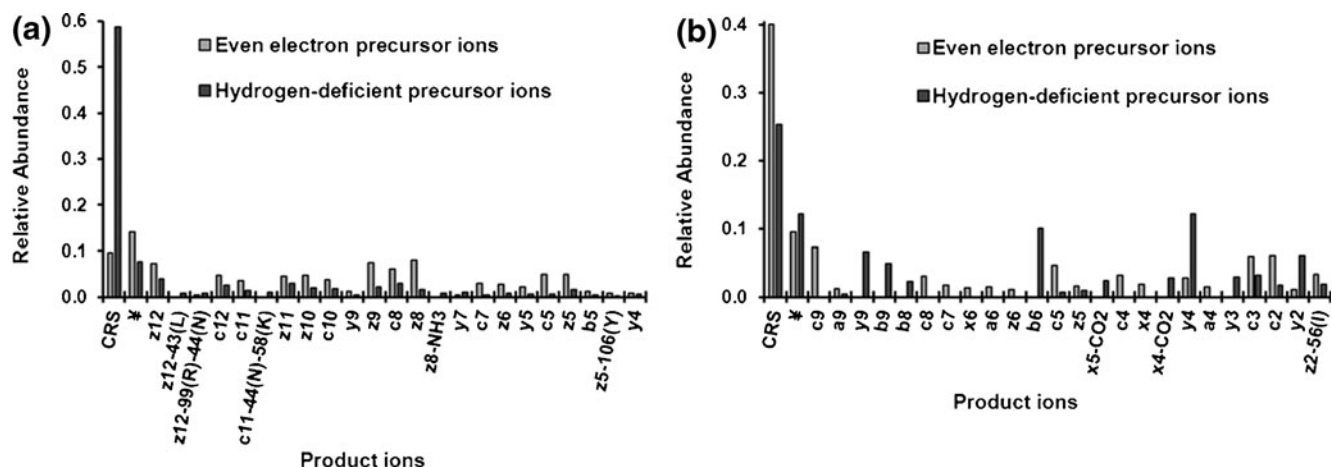 (a)
Relative Abundance
0.6
0.5
0.4
0.3
0.2
0.1
0.0
Even electron precursor ions
Hydrogen-deficient precursor ions
CRS
¥
z12
z12-43(L)
z12-99(R)-44(N)
c12
c11
c11-44(N)-58(K)
z11
z10
c10
y9
z9
c8
z8
z8-NH3
y7
c7
z6
y5
c5
z5
b5
z5-106(Y)
y4
Product ions
(b)
Relative Abundance
0.4
0.3
0.2
0.1
0.0
Even electron precursor ions
Hydrogen-deficient precursor ions
CRS
¥
c9
a9
y9
b9
b8
c8
c7
x6
a6
z6
b6
c5
z5
x5-CO2
c4
x4
x4-CO2
y4
a4
y3
c3
c2
y2
z2-56(I)
Product ions